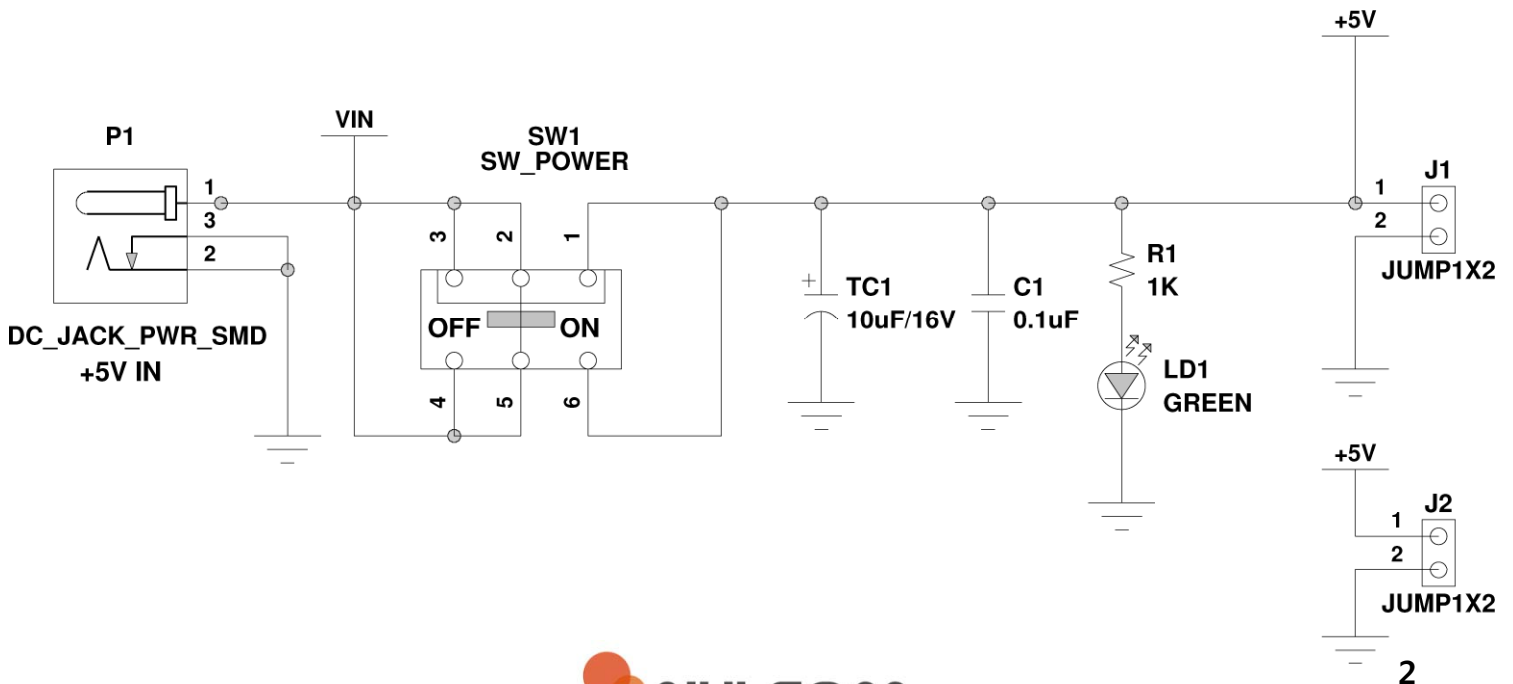 +5V
VIN
P1
SW1
SW_POWER
J1
1
3
2
3
2
1
1
2
R1
1K
JUMP1X2
TC1
10uF/16V
C1
0.1uF
OFF
ON
DC_JACK_PWR_SMD
+5V IN
LD1
GREEN
4
5
6
+5V
J2
1
2
JUMP1X2
2